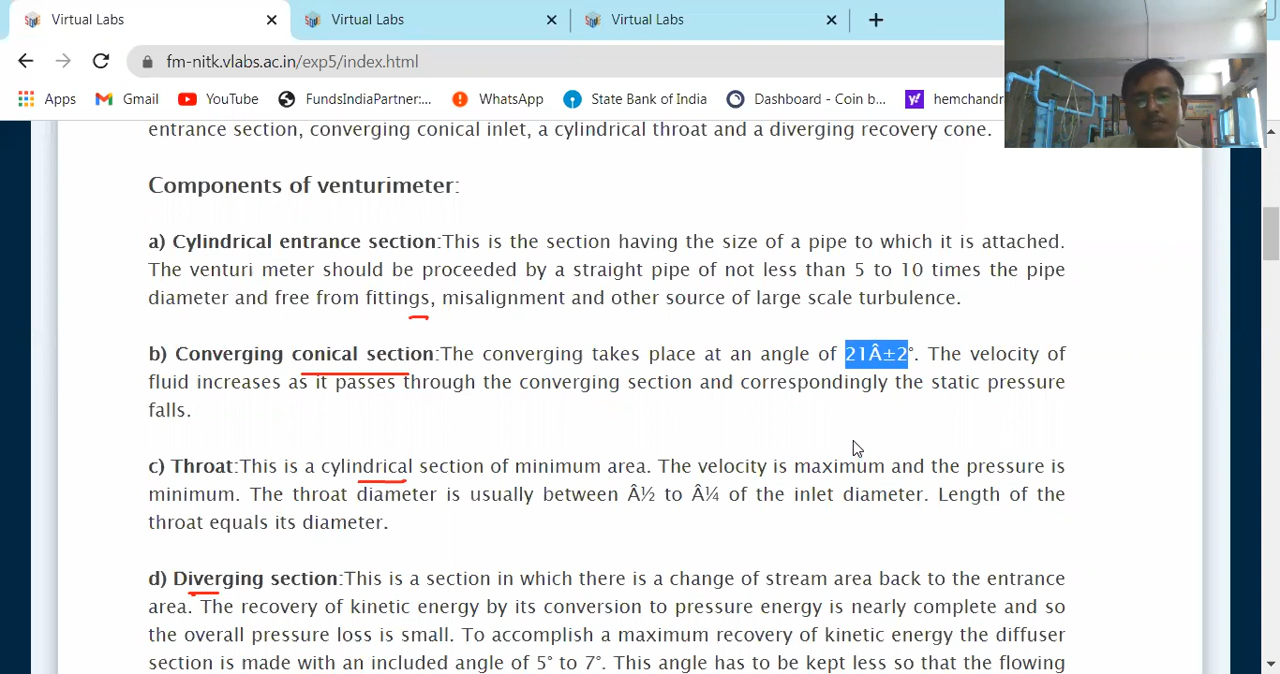 Virtual Labs
Virtual Labs
Virtual Labs
fm-nitk.vlabs.ac.in/exp5/index.html
Apps Gmail YouTube FundsIndiaPartner:... WhatsApp State Bank of India Dashboard - Coin b... hemchandr
entrance section, converging conical inlet, a cylindrical throat and a diverging recovery cone.
Components of venturimeter:
a) Cylindrical entrance section:This is the section having the size of a pipe to which it is attached.
The venturi meter should be proceeded by a straight pipe of not less than 5 to 10 times the pipe
diameter and free from fittings, misalignment and other source of large scale turbulence.
b) Converging conical section:The converging takes place at an angle of 21Â±2°. The velocity of
fluid increases as it passes through the converging section and correspondingly the static pressure
falls.
c) Throat:This is a cylindrical section of minimum area. The velocity is maximum and the pressure is
minimum. The throat diameter is usually between Â½ to Â¼ of the inlet diameter. Length of the
throat equals its diameter.
d) Diverging section:This is a section in which there is a change of stream area back to the entrance
area. The recovery of kinetic energy by its conversion to pressure energy is nearly complete and so
the overall pressure loss is small. To accomplish a maximum recovery of kinetic energy the diffuser
section is made with an included angle of 5° to 7°. This angle has to be kept less so that the flowing